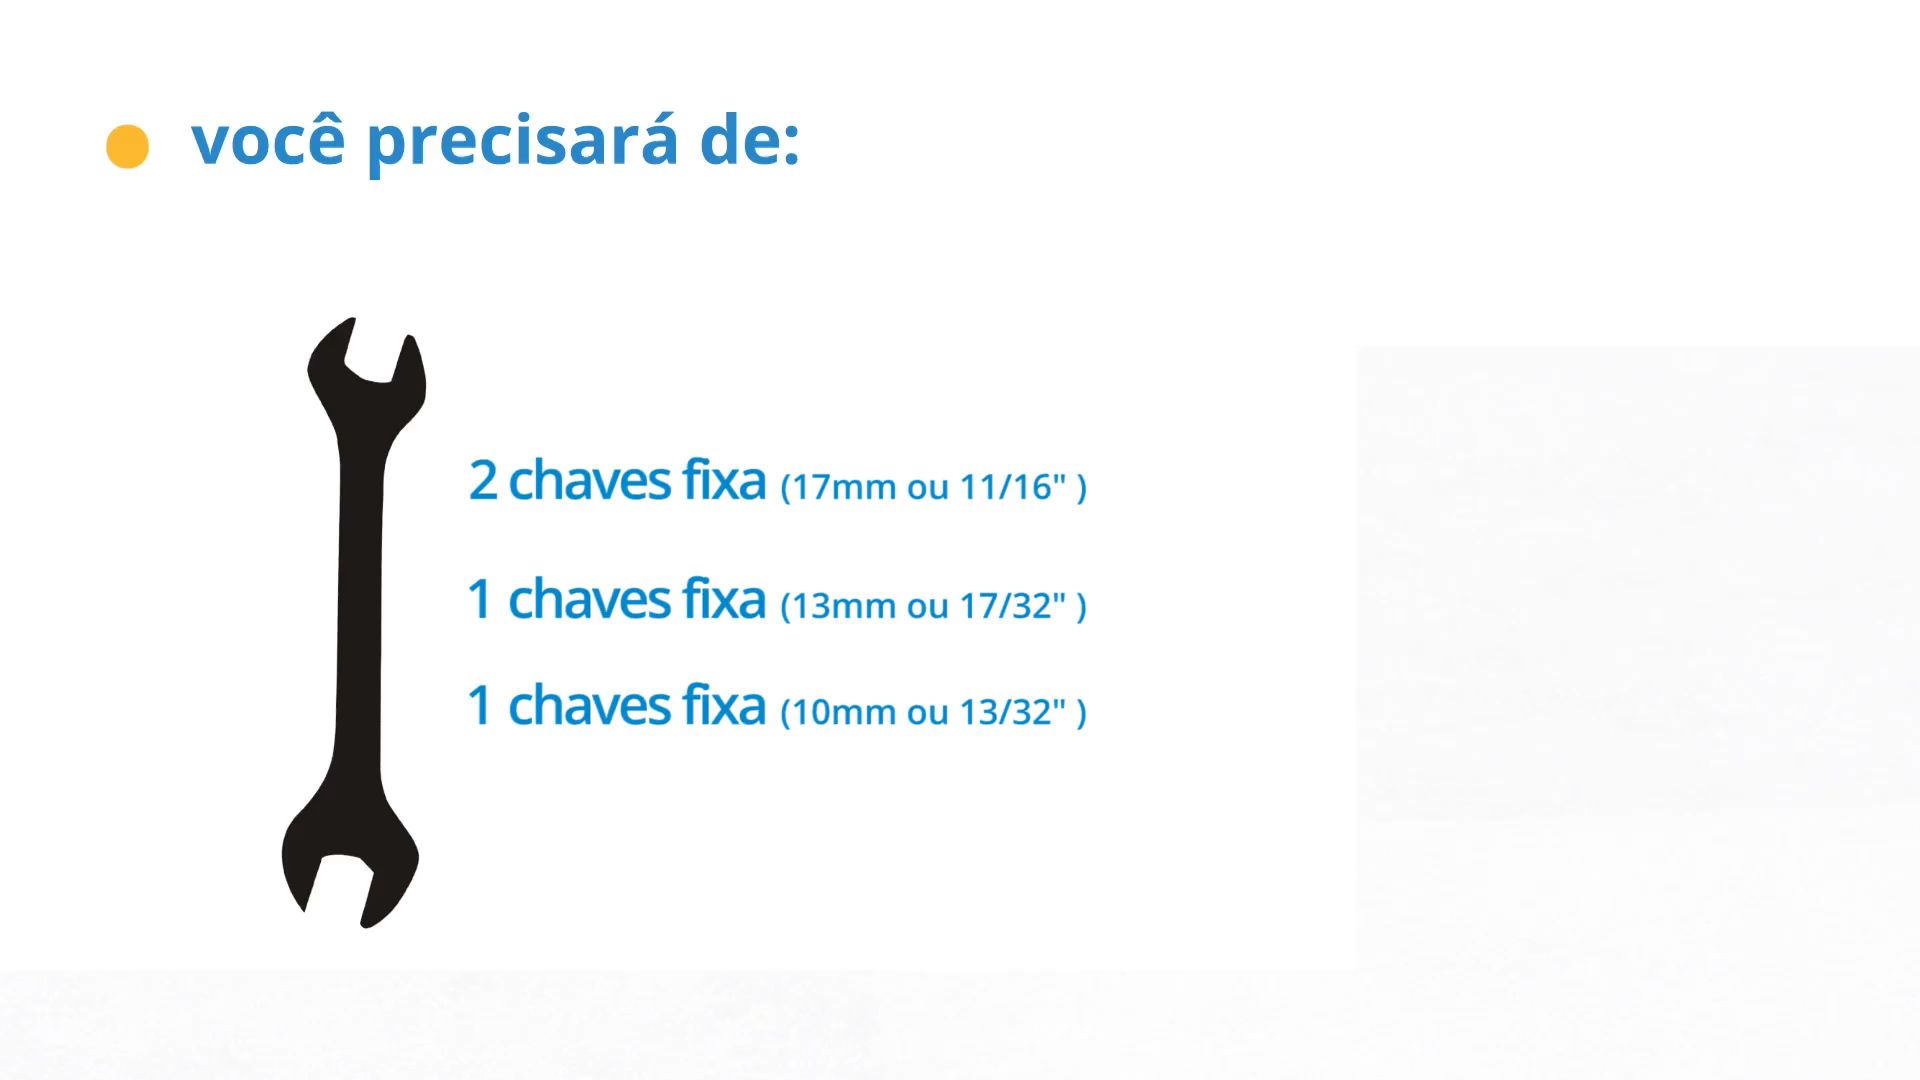 você precisará de:
2 chaves fixa (17mm ou 11/16" )
1 chaves fixa (13mm ou 17/32" )
1 chaves fixa (10mm ou 13/32" )